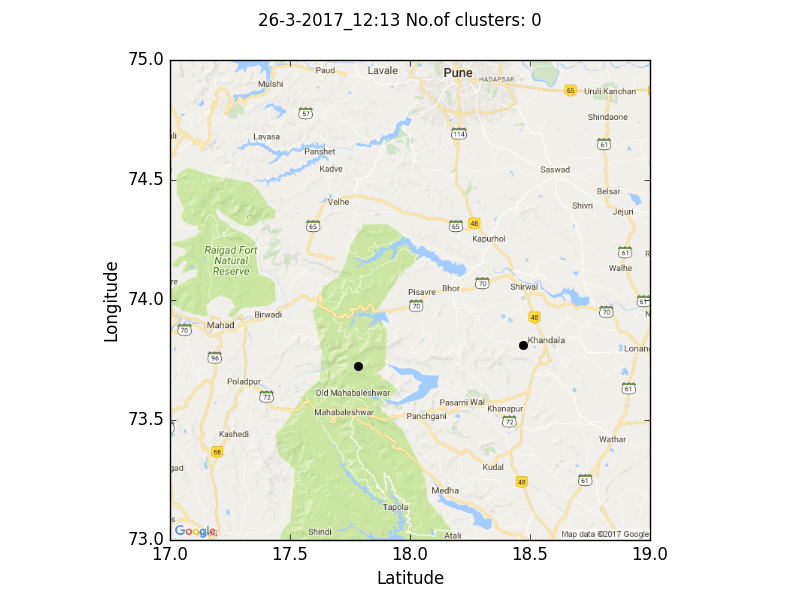 26-3-2017_12:13 No.of clusters: 0
75.0
Paud
Lavale
Pune
HADAPSAR
Mulshi
65
Uruli Kanchan
57
Shindaone
114
61
Lavasa
Panshet
Kadve
Saswad
74.5
Belsar
Velhe
Shivri
Jejuri
65
65
48
Kapurhol
61
Raigad Fort
Natural
Reserve
Walhe
70
Bhor
Shirwal
Pisavre
74.0
70
61
Birwadi
70
48
Mahad
70
Khandala
Lonan
96
Poladpur
72
Old Mahabaleshwar
61
Pasarni Wai
Mahabaleshwar
Khanapur
Panchgani
73.5
72
Kashedi
Wathar
66
Kudal
gad
48
61
Medha
Tapola
Google
Shindi
Atali
Map data ©2017 Google
73.0
17.0
17.5
18.0
18.5
19.0
Latitude
Longitude